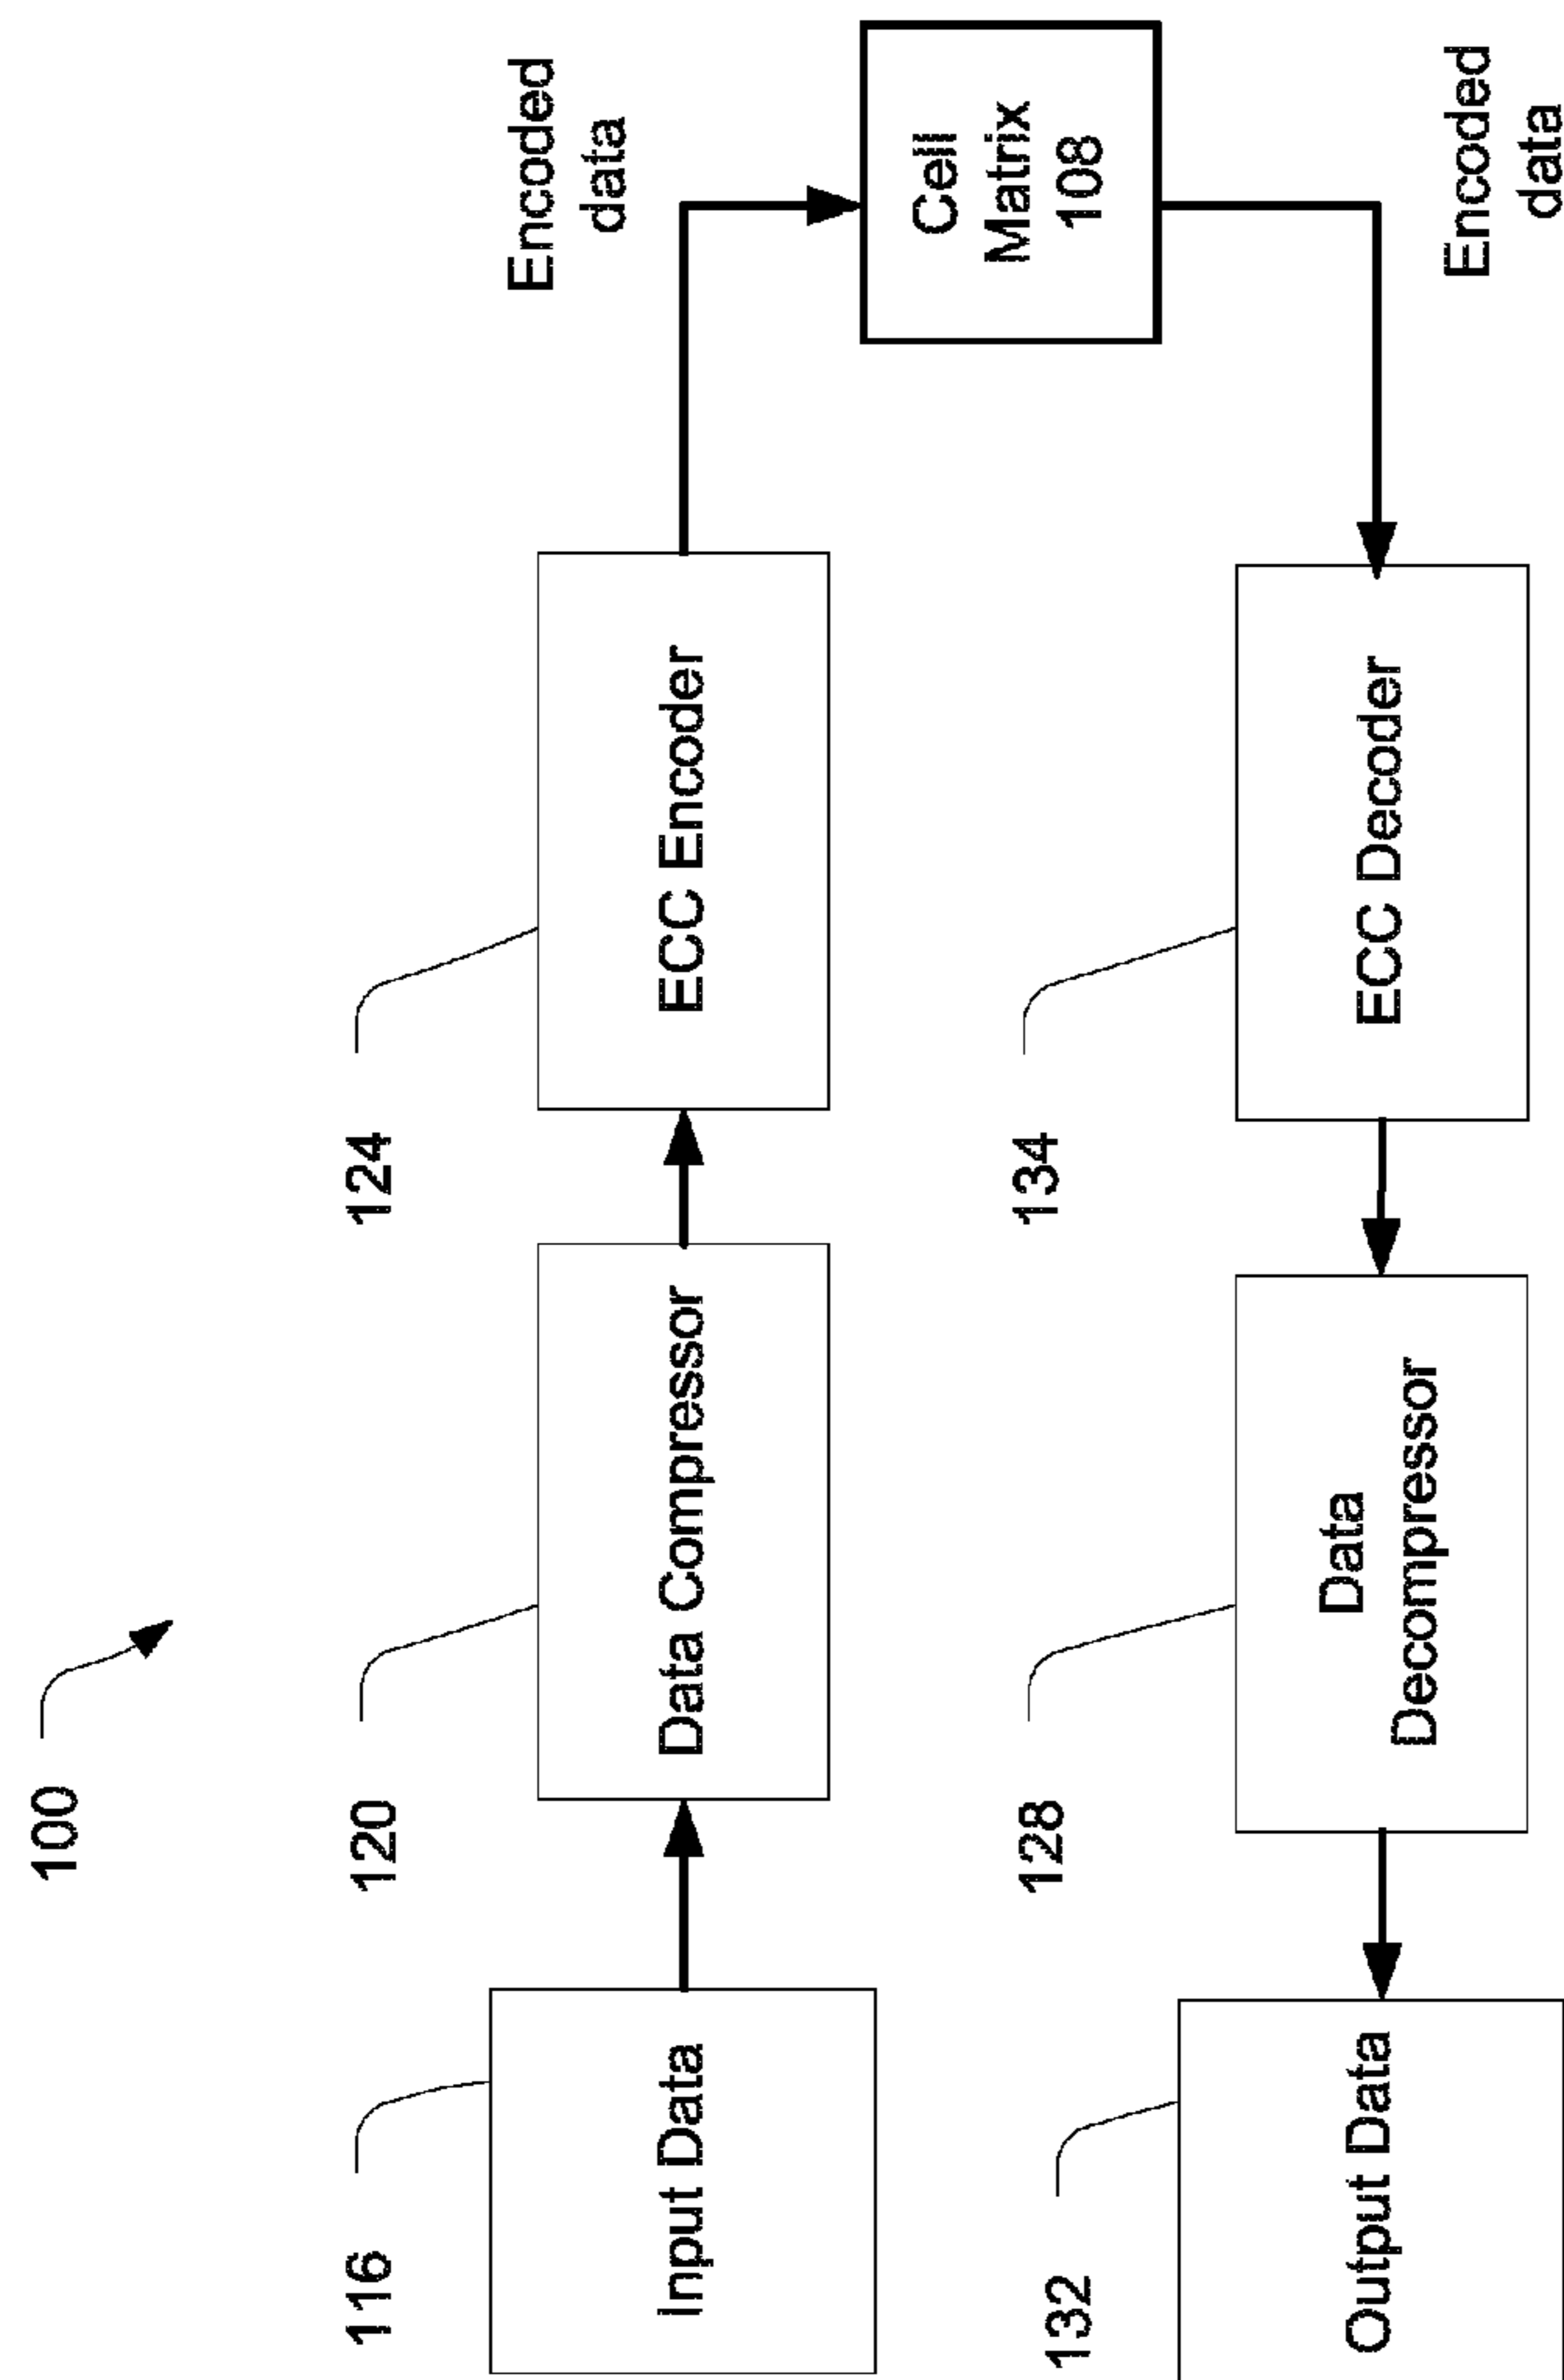 100
116
120
124
Input Data
Data Compressor
ECC Encoder
Encoded
data
Cell
Matrix
108
132
128
134
Output Data
Data
Decompressor
ECC Decoder
Encoded
data